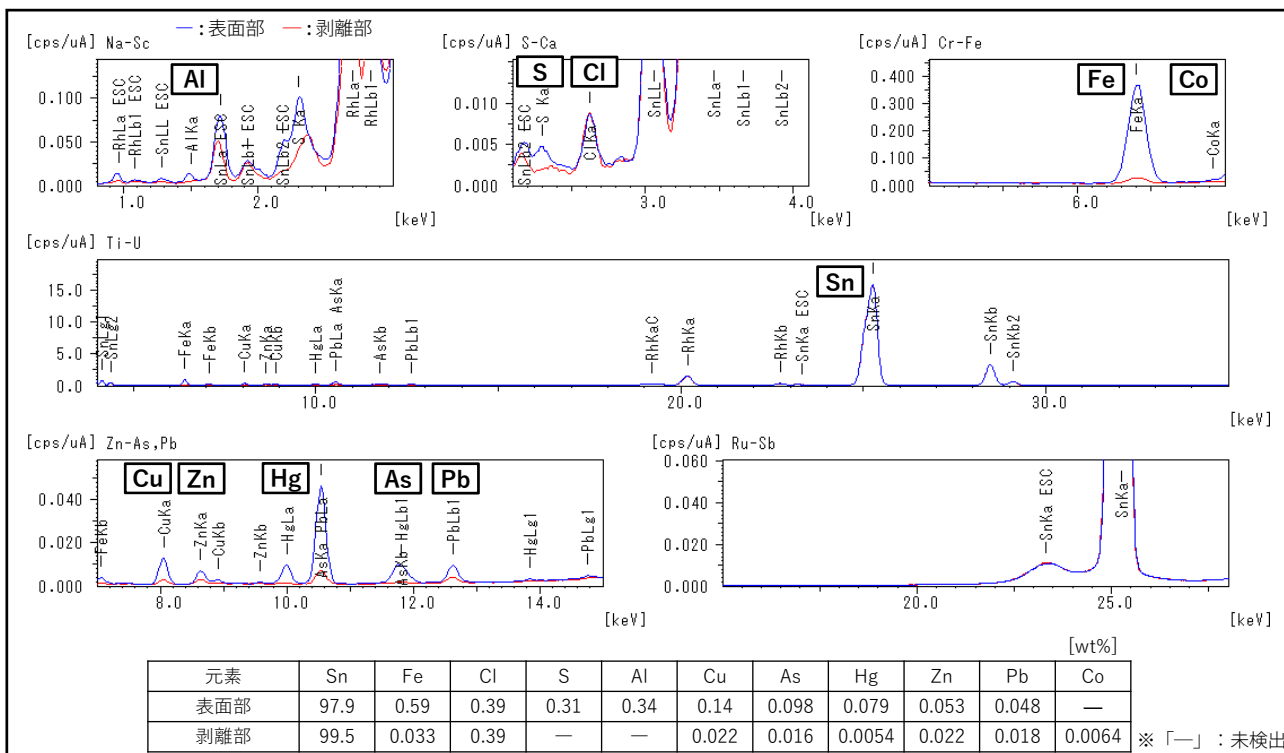 —：表面部 —：剥離部
[cps/uA] Na-Sc
Al
0.100
0.050
0.000
RhLa ESC
RhLb1 ESC
SnLL ESC
AlKa
SnLa ESC
SnLb1 ESC
SnLb2 ESC
S Ka
RhLa
RhLb1
1.0 2.0
[keV]
[cps/uA] S-Ca
S Cl
0.010
0.005
0.000
SnLb2 ESC
S Ka
ClKa
SnLL
SnLa
SnLb1
SnLb2
3.0 4.0
[keV]
[cps/uA] Cr-Fe
Fe Co
0.400
0.300
0.200
0.100
0.000
FeKa
CoKa
6.0
[keV]
[cps/uA] Ti-U
Sn
15.0
10.0
5.0
0.0
SnLg1
SnLg2
FeKa
FeKb
CuKa
ZnKa
CuKb
HgLa
PbLa AsKa
AsKb
PbLb1
RhKaC
RhKa
RhKb
SnKa ESC
SnKa
SnKb
SnKb2
10.0 20.0 30.0
[keV]
[cps/uA] Zn-As,Pb
Cu Zn Hg As Pb
0.040
0.020
0.000
FeKb
CuKa
ZnKa
CuKb
ZnKb
HgLa
AsKa PbLa
AsKb HgLb1
PbLb1
HgLg1
PbLg1
8.0 10.0 12.0 14.0
[keV]
[cps/uA] Ru-Sb
0.060
0.040
0.020
0.000
SnKa ESC
SnKa
20.0 25.0
[keV]
[wt%]
元素 Sn Fe Cl S Al Cu As Hg Zn Pb Co
表面部 97.9 0.59 0.39 0.31 0.34 0.14 0.098 0.079 0.053 0.048 —
剥離部 99.5 0.033 0.39 — — 0.022 0.016 0.0054 0.022 0.018 0.0064
※「—」：未検出